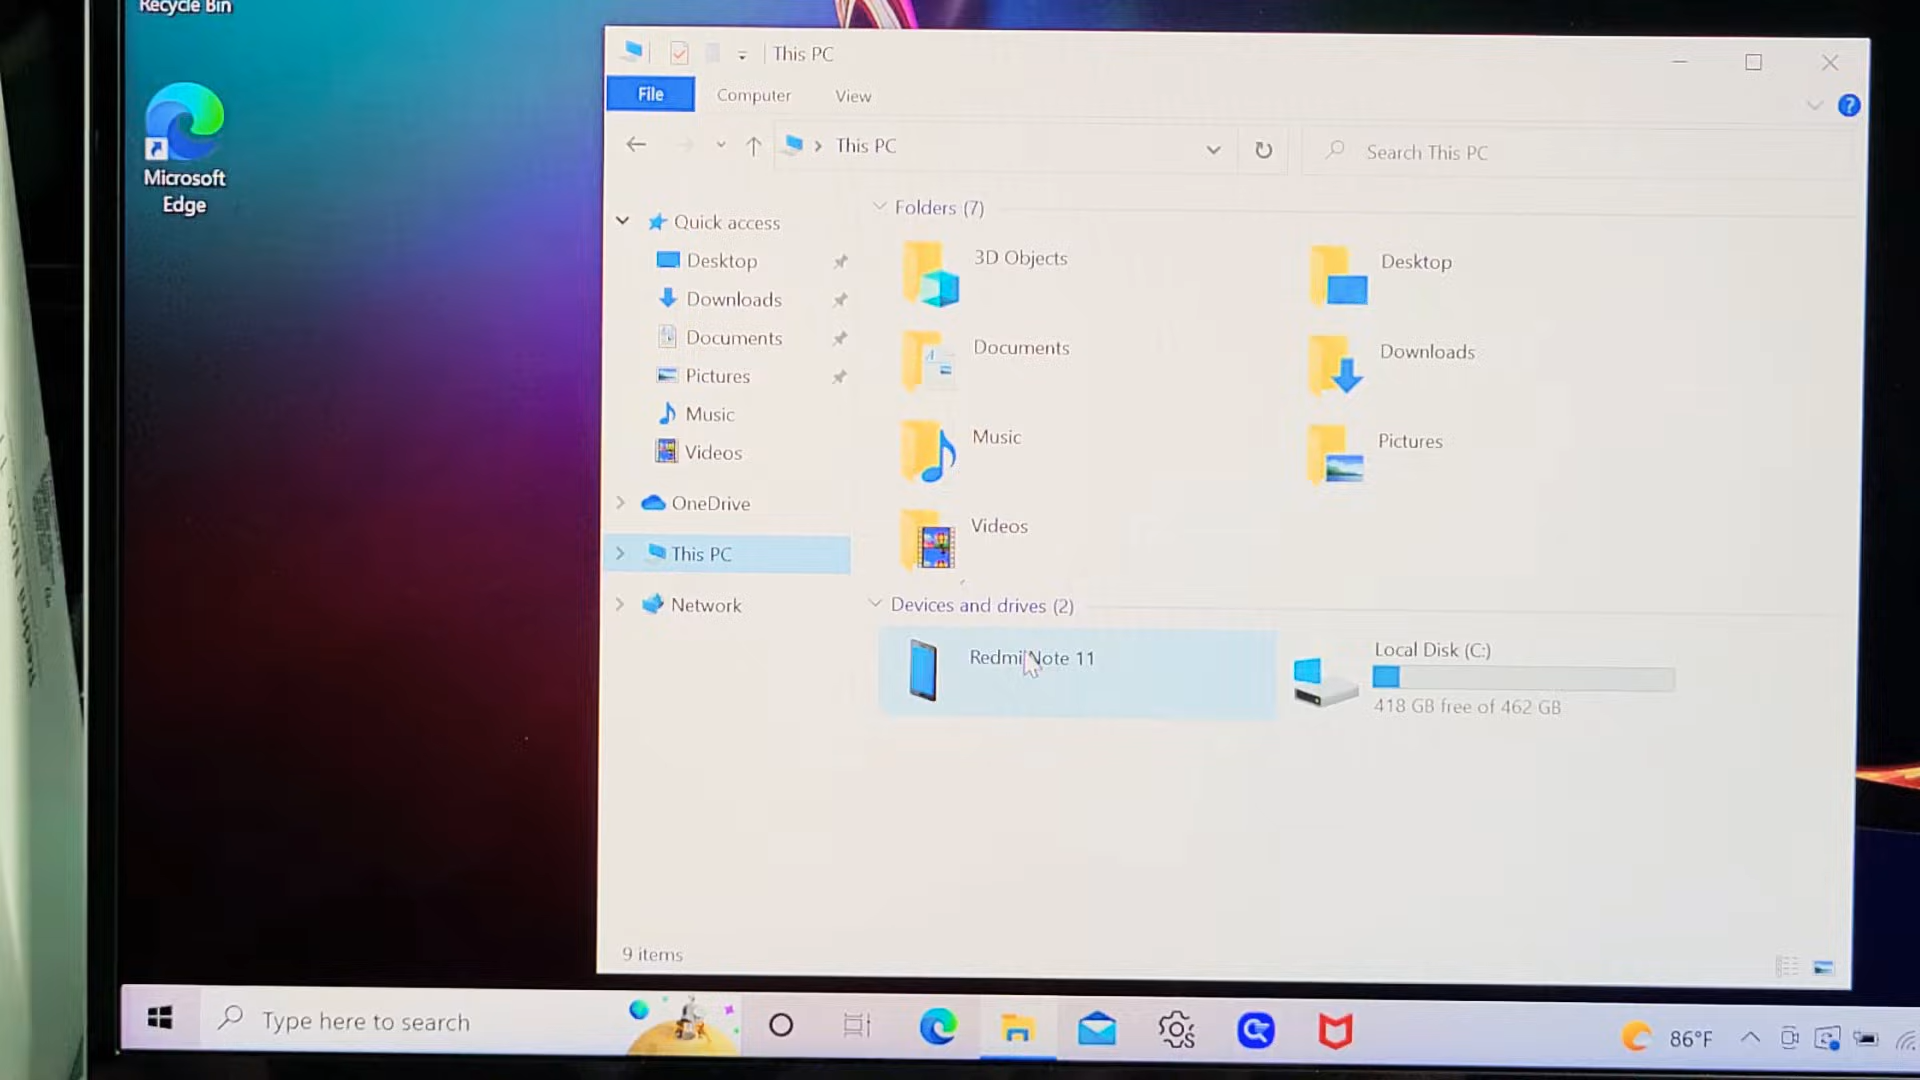 Recycle Bin
Microsoft
Edge
This PC
File
Computer
View
This PC
Search This PC
Quick access
Desktop
Downloads
Documents
Pictures
Music
Videos
OneDrive
This PC
Network
Folders (7)
3D Objects
Desktop
Documents
Downloads
Music
Pictures
Videos
Devices and drives (2)
Redmi Note 11
Local Disk (C:)
418 GB free of 462 GB
9 items
Type here to search
86°F